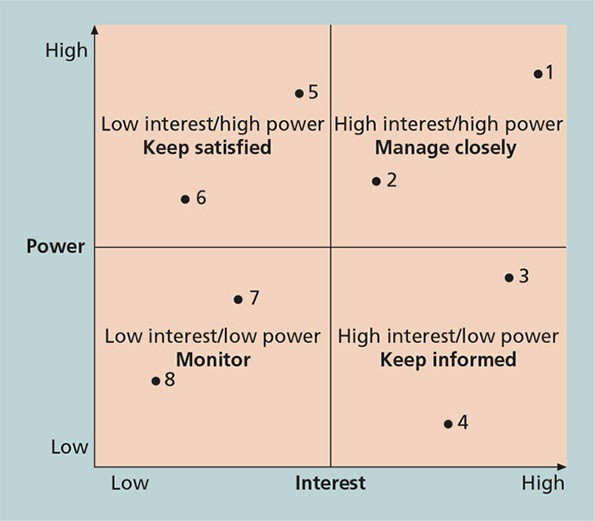 High
1
5
Low interest/high power
Keep satisfied
High interest/high power
Manage closely
2
6
Power
3
7
Low interest/low power
Monitor
High interest/low power
Keep informed
8
4
Low
Low
Interest
High